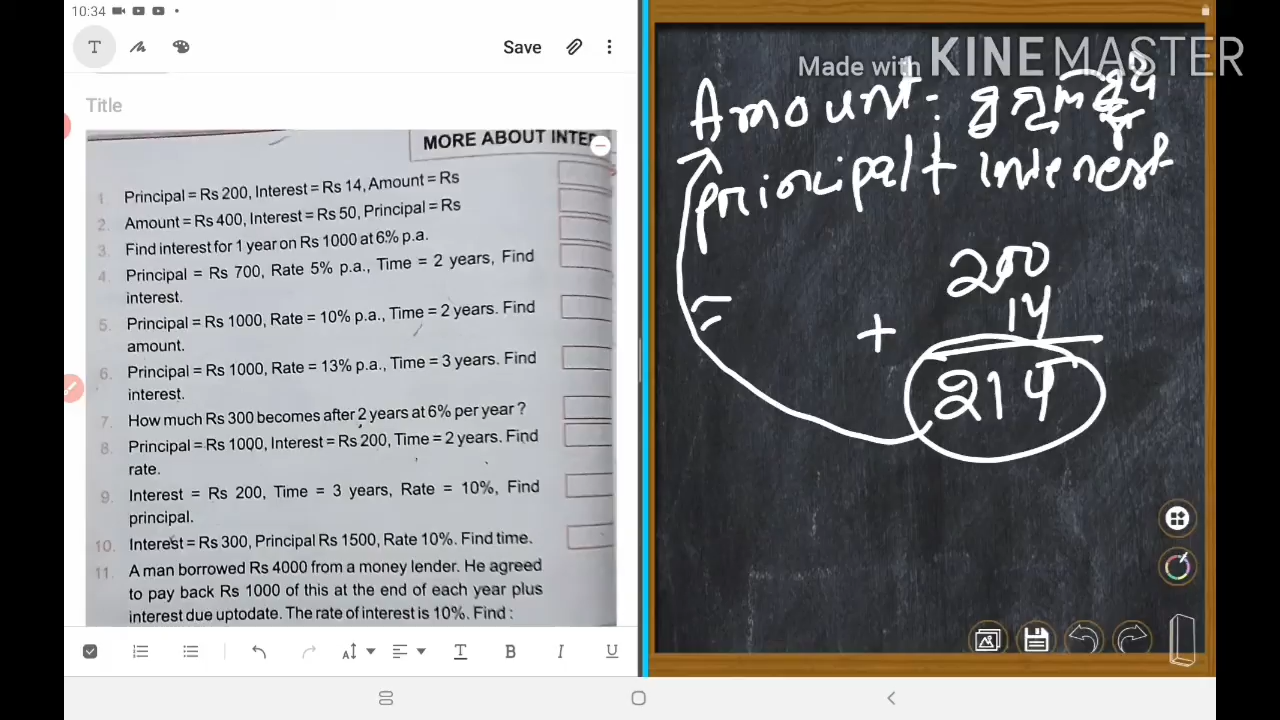 10:34
T
Save
Title
MORE ABOUT INTER
1. Principal = Rs 200, Interest = Rs 14, Amount = Rs
2. Amount = Rs 400, Interest = Rs 50, Principal = Rs
3. Find interest for 1 year on Rs 1000 at 6% p.a.
4. Principal = Rs 700, Rate 5% p.a., Time = 2 years, Find
interest.
5. Principal = Rs 1000, Rate = 10% p.a., Time = 2 years. Find
amount.
6. Principal = Rs 1000, Rate = 13% p.a., Time = 3 years. Find
interest.
7. How much Rs 300 becomes after 2 years at 6% per year ?
8. Principal = Rs 1000, Interest = Rs 200, Time = 2 years. Find
rate.
9. Interest = Rs 200, Time = 3 years, Rate = 10%, Find
principal.
10. Interest = Rs 300, Principal Rs 1500, Rate 10%. Find time.
11. A man borrowed Rs 4000 from a money lender. He agreed
to pay back Rs 1000 of this at the end of each year plus
interest due uptodate. The rate of interest is 10%. Find :
T B I U
Made with KINEMASTER
Amount :
principal + interest
=
200
+ 14
214